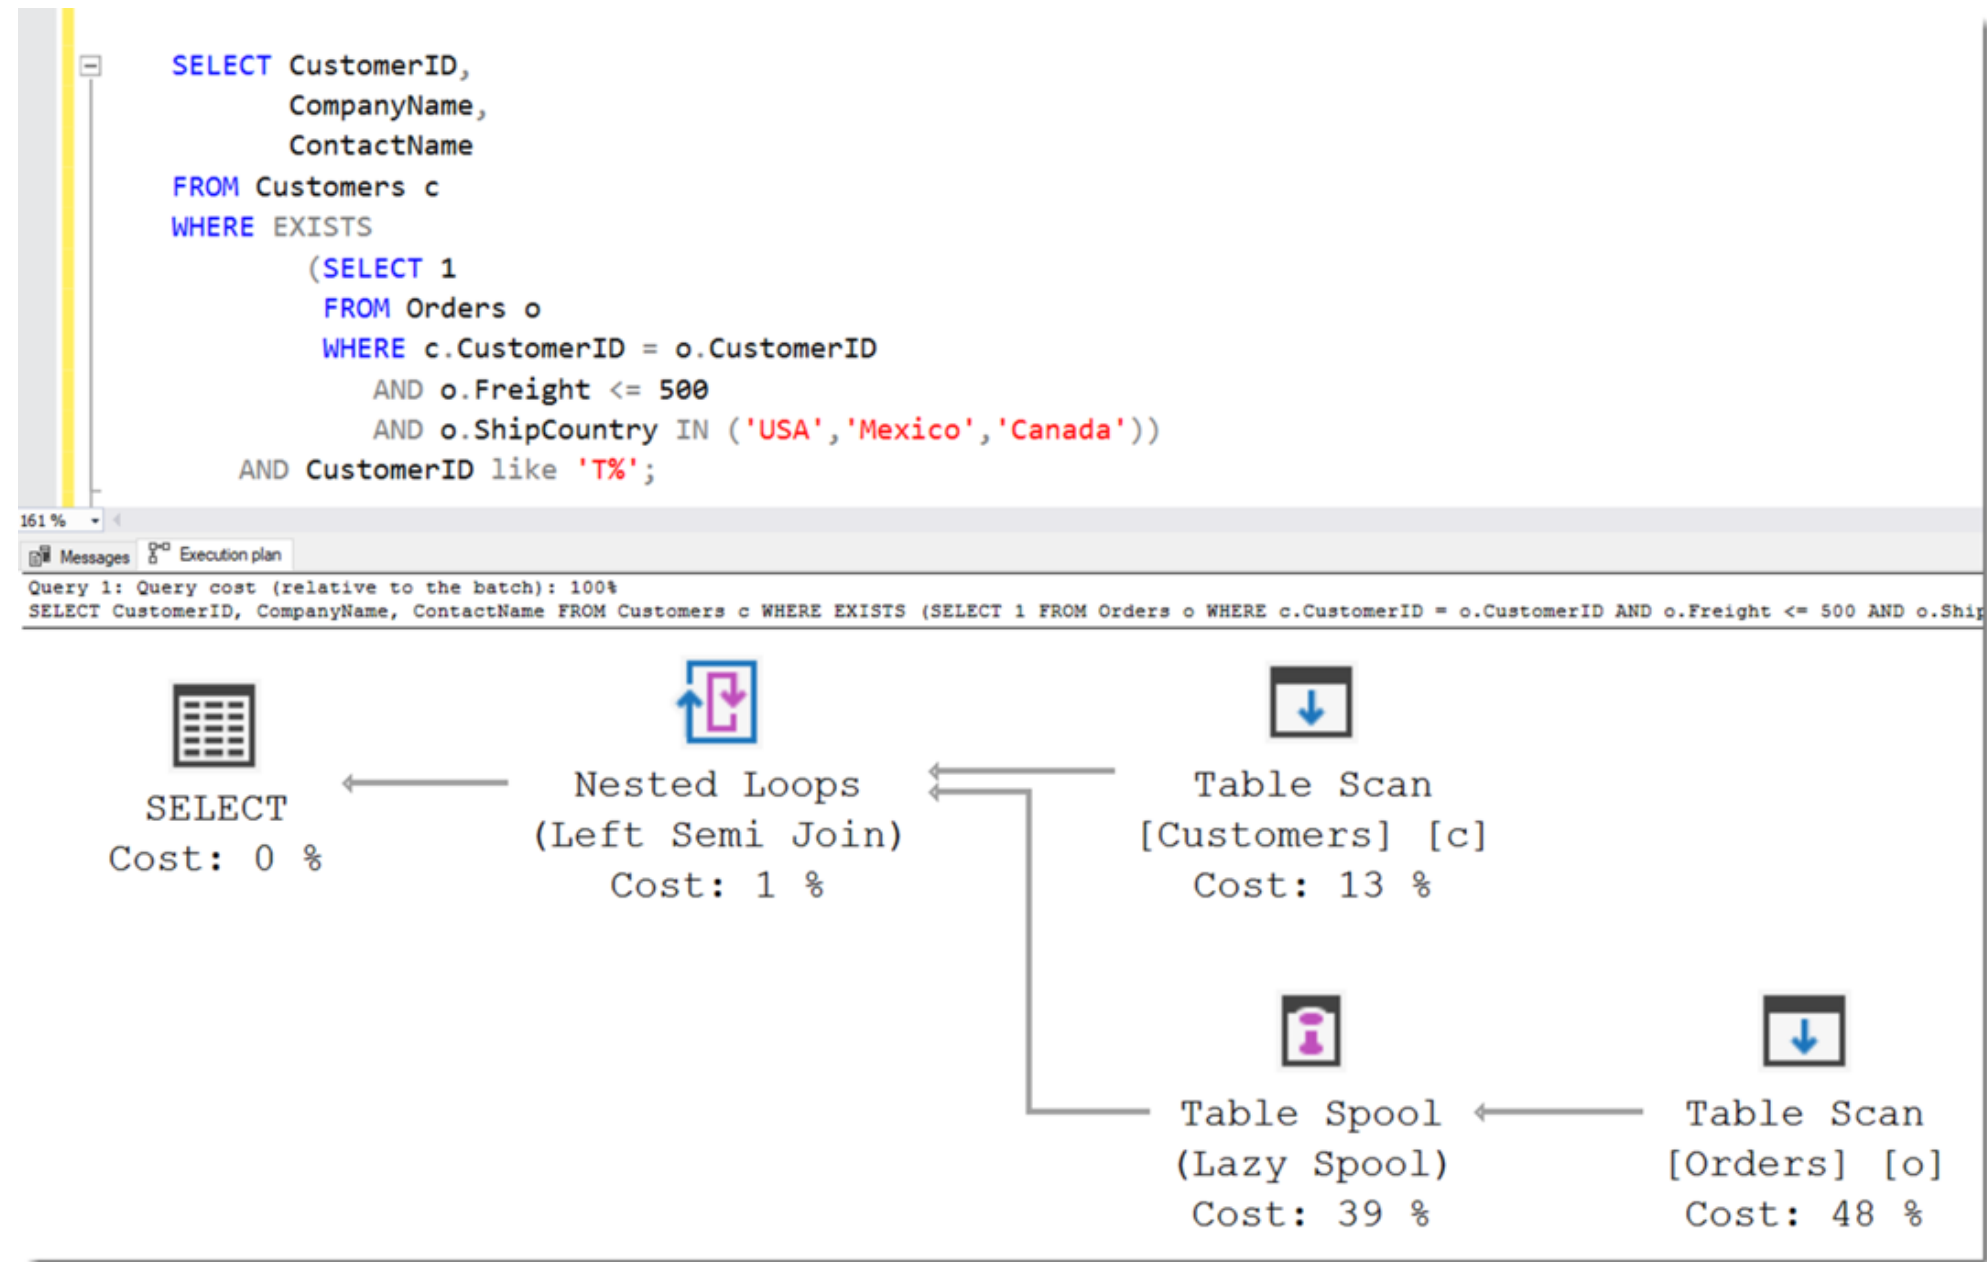 SELECT CustomerID,
CompanyName,
ContactName
FROM Customers c
WHERE EXISTS
(SELECT 1
FROM Orders o
WHERE c.CustomerID = o.CustomerID
AND o.Freight <= 500
AND o.ShipCountry IN ('USA','Mexico','Canada'))
AND CustomerID like 'T%';
161 %
Messages Execution plan
Query 1: Query cost (relative to the batch): 100%
SELECT CustomerID, CompanyName, ContactName FROM Customers c WHERE EXISTS (SELECT 1 FROM Orders o WHERE c.CustomerID = o.CustomerID AND o.Freight <= 500 AND o.Ship
SELECT
Cost: 0 %
Nested Loops
(Left Semi Join)
Cost: 1 %
Table Scan
[Customers] [c]
Cost: 13 %
Table Spool
(Lazy Spool)
Cost: 39 %
Table Scan
[Orders] [o]
Cost: 48 %